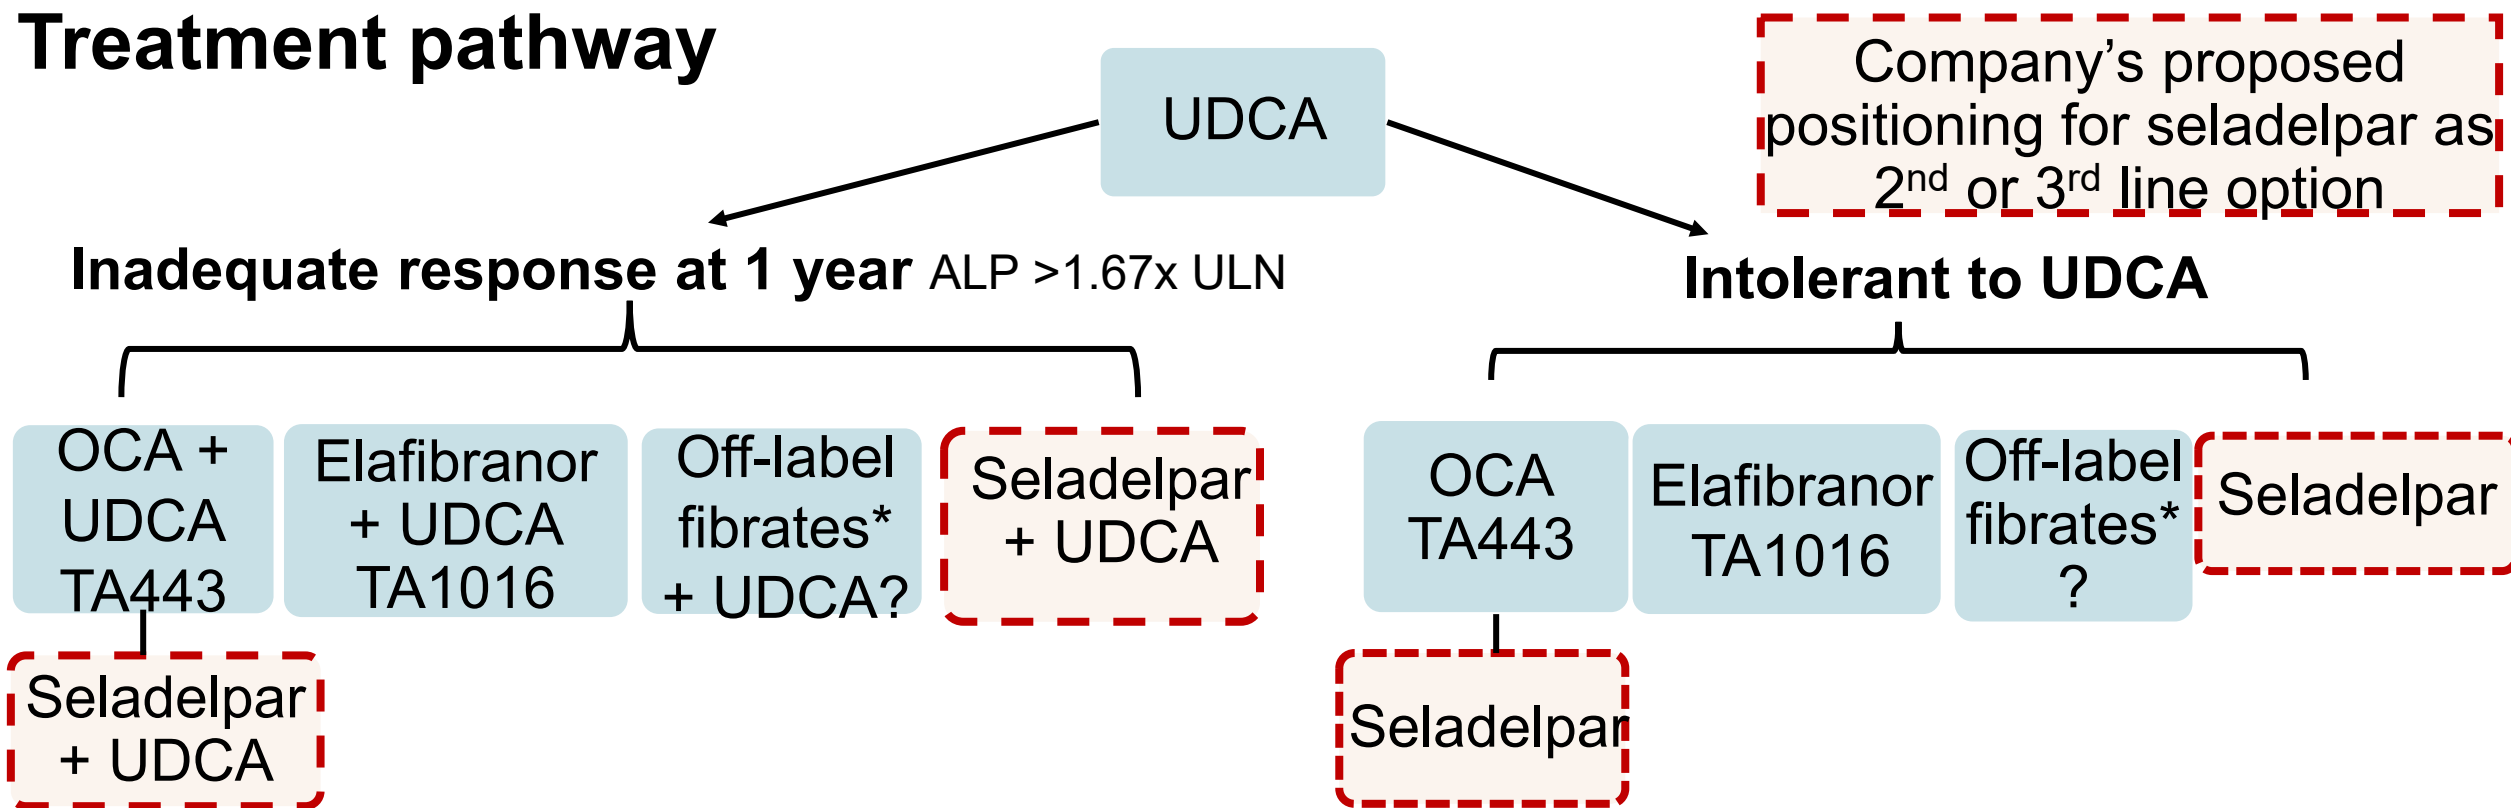 Treatment pathway
UDCA
Company’s proposed
positioning for seladelpar as
2nd or 3rd line option
Inadequate response at 1 year ALP >1.67x ULN
Intolerant to UDCA
OCA +
UDCA
TA443
Elafibranor
+ UDCA
TA1016
Off-label
fibrates*
+ UDCA?
Seladelpar
+ UDCA
OCA
TA443
Elafibranor
TA1016
Off-label
fibrates*
?
Seladelpar
Seladelpar
+ UDCA
Seladelpar